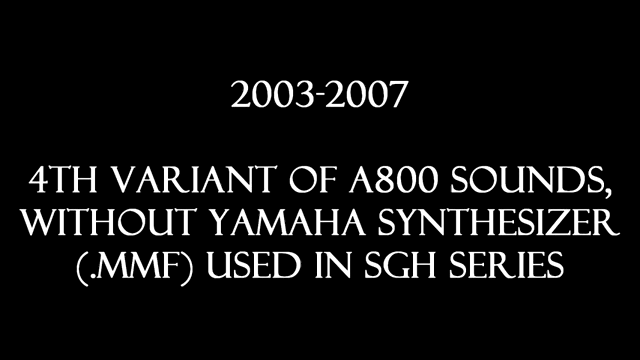 2003-2007
4TH VARIANT OF A800 SOUNDS,
WITHOUT YAMAHA SYNTHESIZER
(.MMF) USED IN SGH SERIES